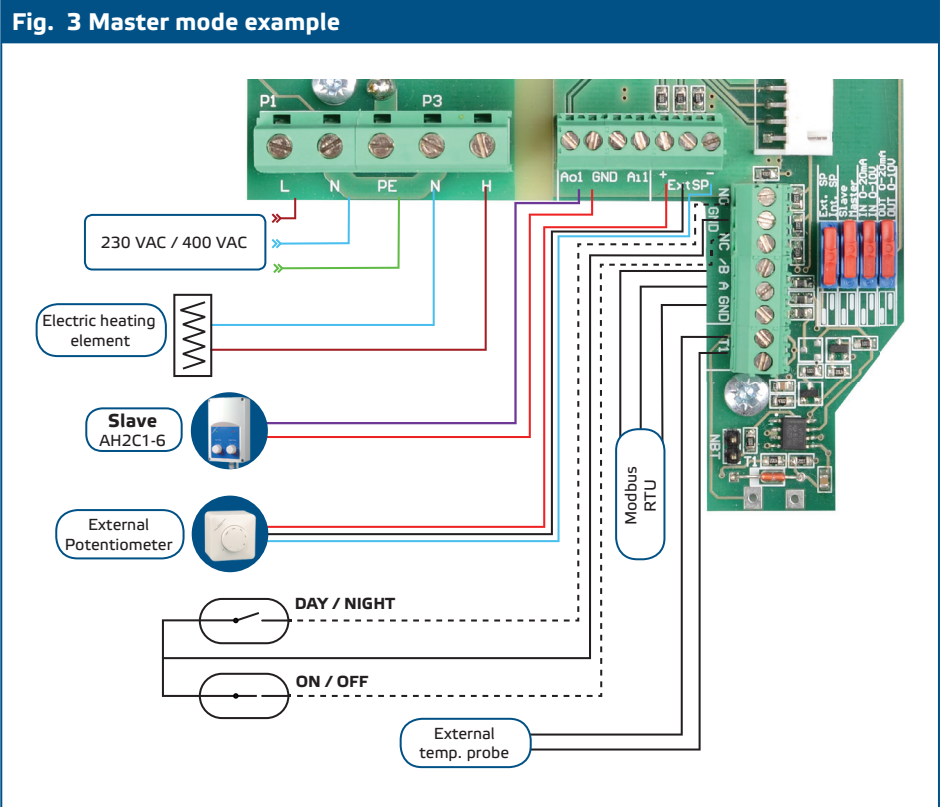 Fig. 3 Master mode example
P1
P3
L N PE N H
Ao1 GND Ai1 + ExtSP -
NC
GND
NC
/B
A
GND
T1
Ext. SP
Int. SP
Slave
Master
IN 0-20mA
IN 0-10V
OUT 0-20mA
OUT 0-10V
230 VAC / 400 VAC
Electric heating
element
Slave
AH2C1-6
External
Potentiometer
Modbus
RTU
NBT
T1
DAY / NIGHT
ON / OFF
External
temp. probe